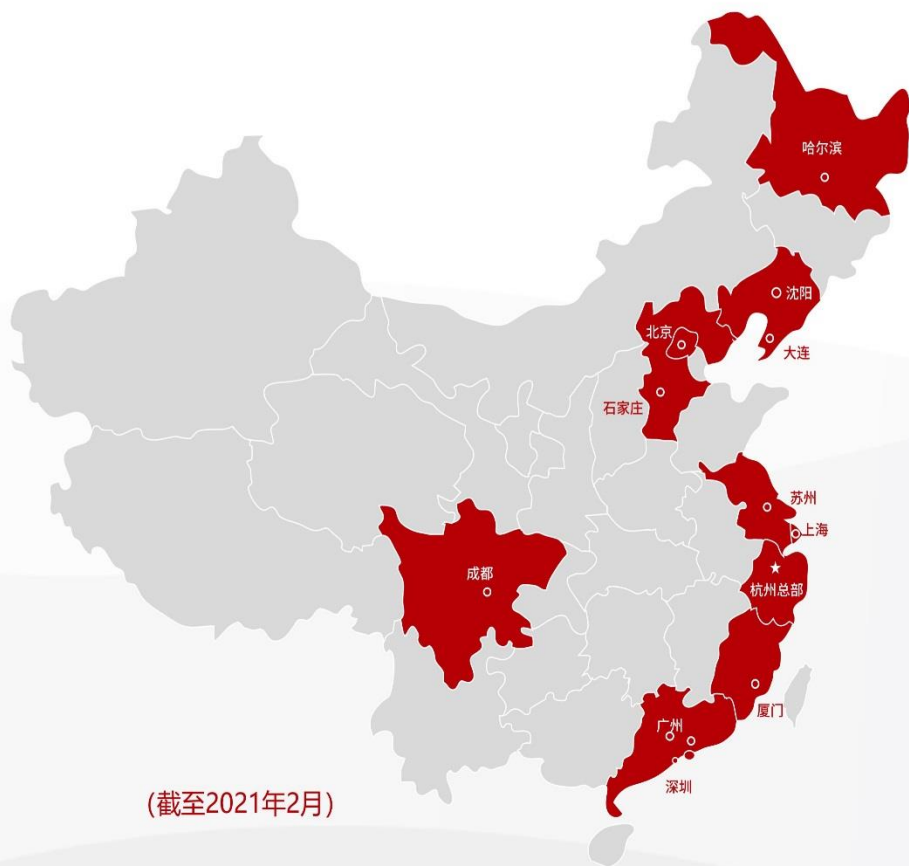 哈尔滨
沈阳
北京
大连
石家庄
苏州
上海
成都
杭州总部
厦门
广州
深圳
(截至2021年2月)